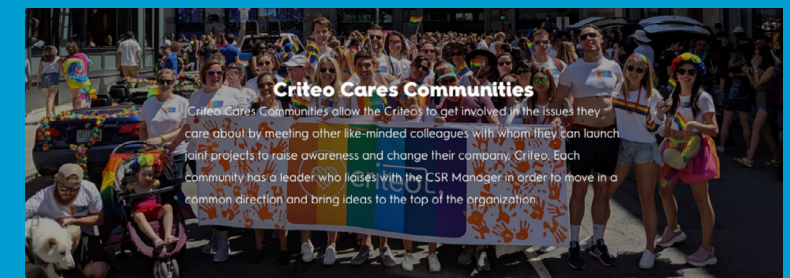 Criteo Cares Communities
Criteo Cares Communities allow the Criteos to get involved in the issues they
care about by meeting other like-minded colleagues with whom they can launch
joint projects to raise awareness and change their company, Criteo. Each
community has a leader who liaises with the CSR Manager in order to move in a
common direction and bring ideas to the top of the organization.
criteo